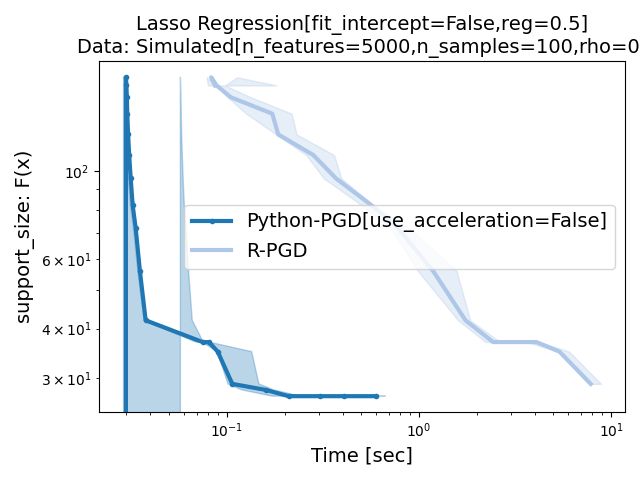 Lasso Regression[fit_intercept=False,reg=0.5]
Data: Simulated[n_features=5000,n_samples=100,rho=0
support_size: F(x)
10²
6 × 10¹
4 × 10¹
3 × 10¹
Python-PGD[use_acceleration=False]
R-PGD
10⁻¹ 10⁰ 10¹
Time [sec]